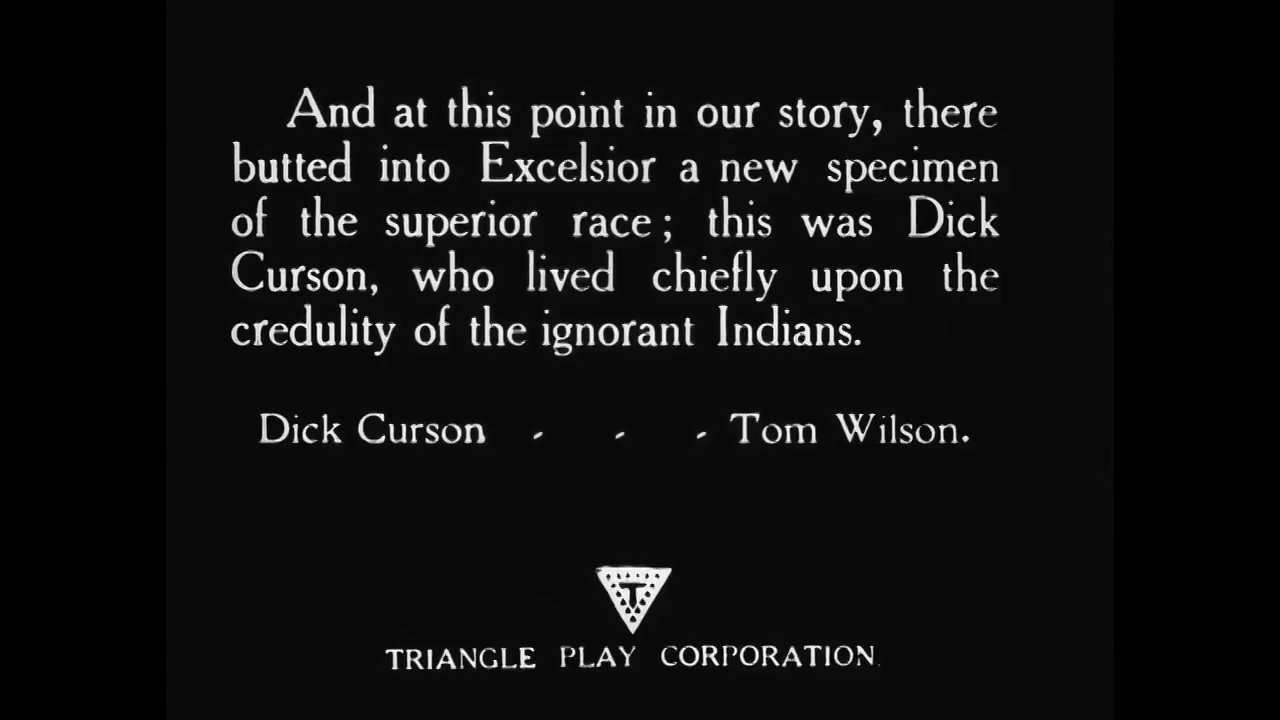 And at this point in our story, there
butted into Excelsior a new specimen
of the superior race; this was Dick
Curson, who lived chiefly upon the
credulity of the ignorant Indians.
Dick Curson - - - Tom Wilson.
T
TRIANGLE PLAY CORPORATION.